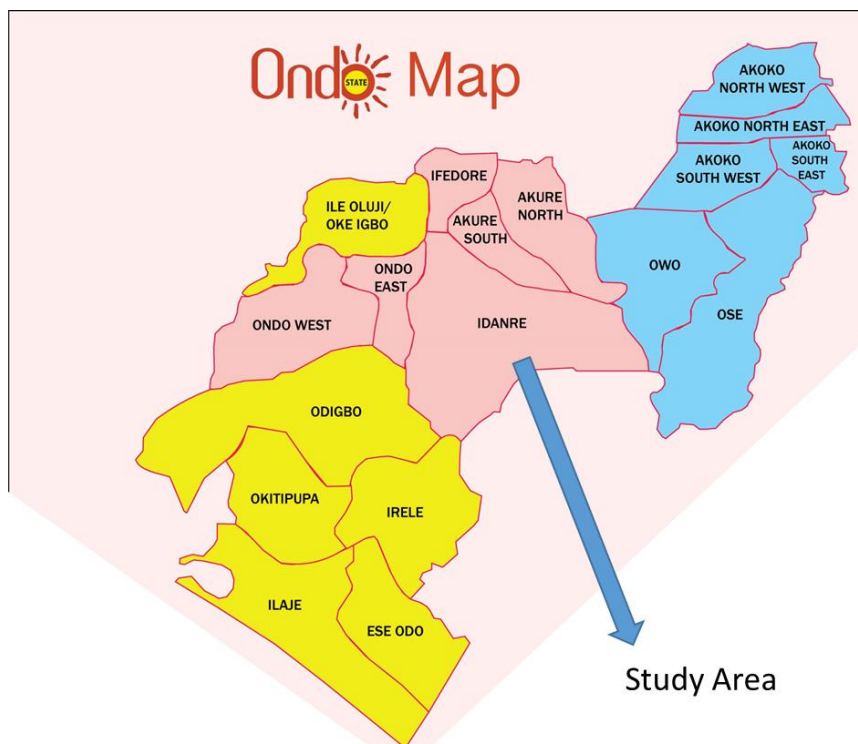 Ondo STATE Map
AKOKO
NORTH WEST
AKOKO NORTH EAST
AKOKO
SOUTH WEST
AKOKO
SOUTH
EAST
IFEDORE
ILE OLUJI/
OKE IGBO
AKURE
NORTH
AKURE
SOUTH
ONDO
EAST
OWO
OSE
ONDO WEST
IDANRE
ODIGBO
OKITIPUPA
IRELE
ILAJE
ESE ODO
Study Area